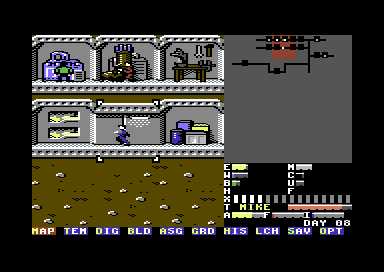 E M
W C
B U
H F
X
T MIKE
A F I
DAY 08
MAP TEM DIG BLD ASG GRD HIS LCH SAV OPT